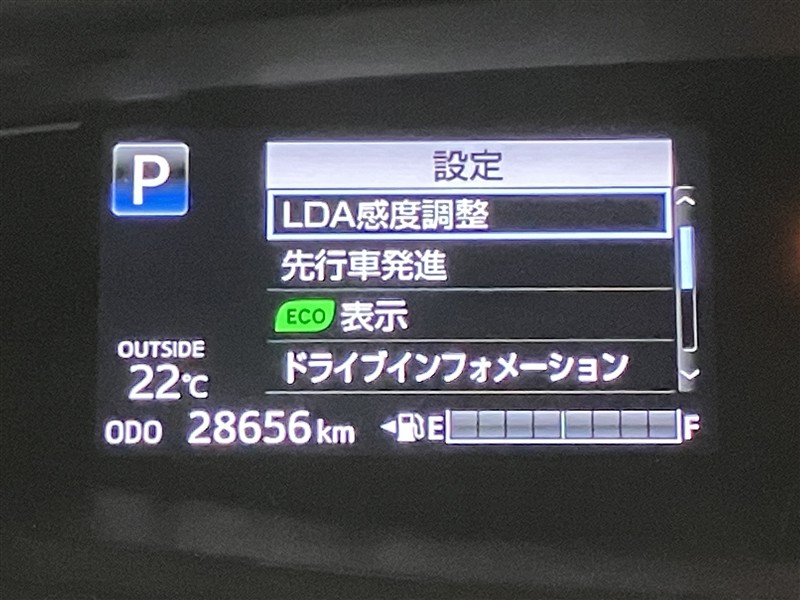 P
設定
LDA感度調整
先行車発進
ECO 表示
ドライブインフォメーション
OUTSIDE
22℃
ODO 28656 km
E F